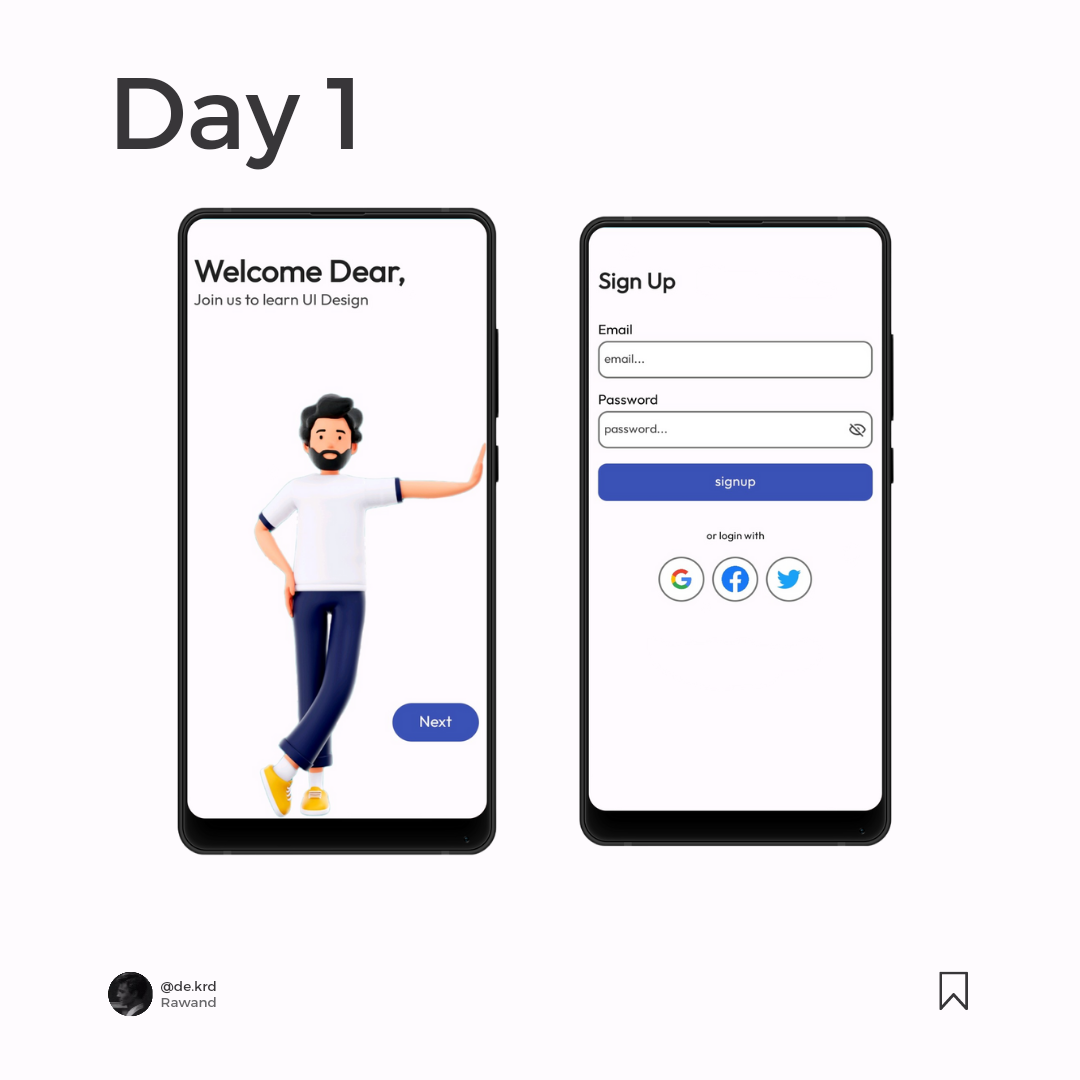 Day 1
Welcome Dear,
Join us to learn UI Design
Next
Sign Up
Email
email...
Password
password...
signup
or login with
@de.krd
Rawand